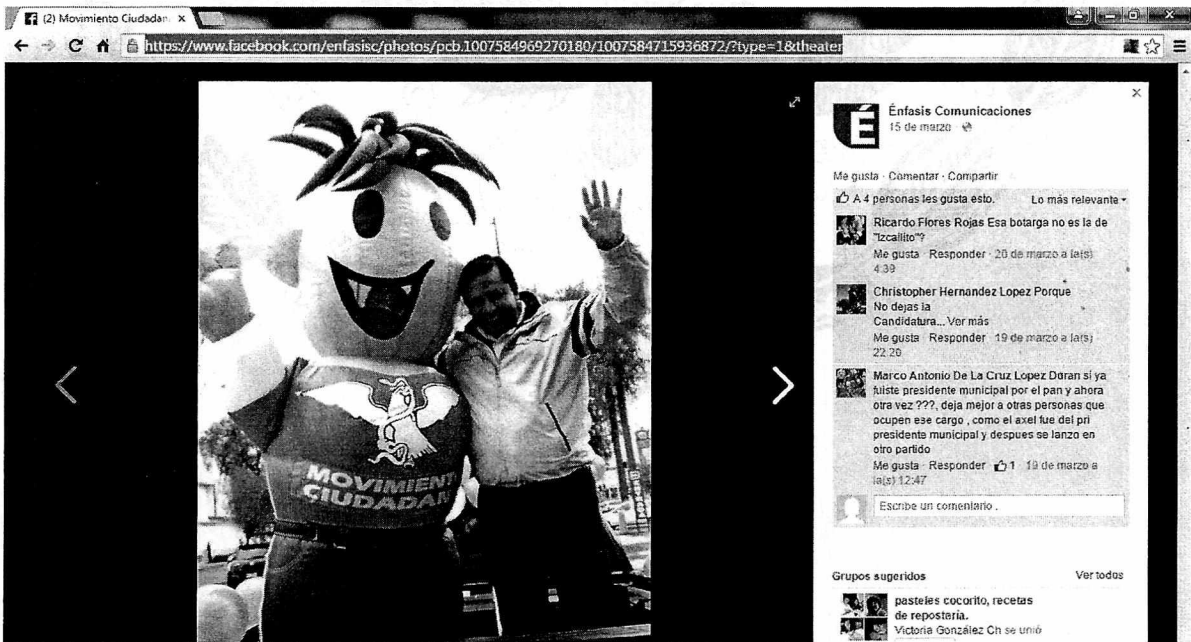 (2) Movimiento Ciudadan
https://www.facebook.com/enfasisc/photos/pcb.1007584969270180/1007584715936872/?type=1&theater
MOVIMIENT
CIUDADAN
É
Énfasis Comunicaciones
15 de marzo
Me gusta · Comentar · Compartir
A 4 personas les gusta esto.
Lo más relevante
Ricardo Flores Rojas Esa botarga no es la de
"Izcallito"?
Me gusta · Responder · 20 de marzo a la(s)
4:39
Christopher Hernandez Lopez Porque
No dejas la
Candidatura... Ver más
Me gusta · Responder · 19 de marzo a la(s)
22:20
Marco Antonio De La Cruz Lopez Duran si ya
fuiste presidente municipal por el pan y ahora
otra vez ???, deja mejor a otras personas que
ocupen ese cargo , como el axel fue del pri
presidente municipal y despues se lanzo en
otro partido
Me gusta · Responder · 1 · 19 de marzo a
la(s) 12:47
Escribe un comentario .
Grupos sugeridos
Ver todos
pasteles cocorito, recetas
de repostaría.
Victoria González Ch se unió